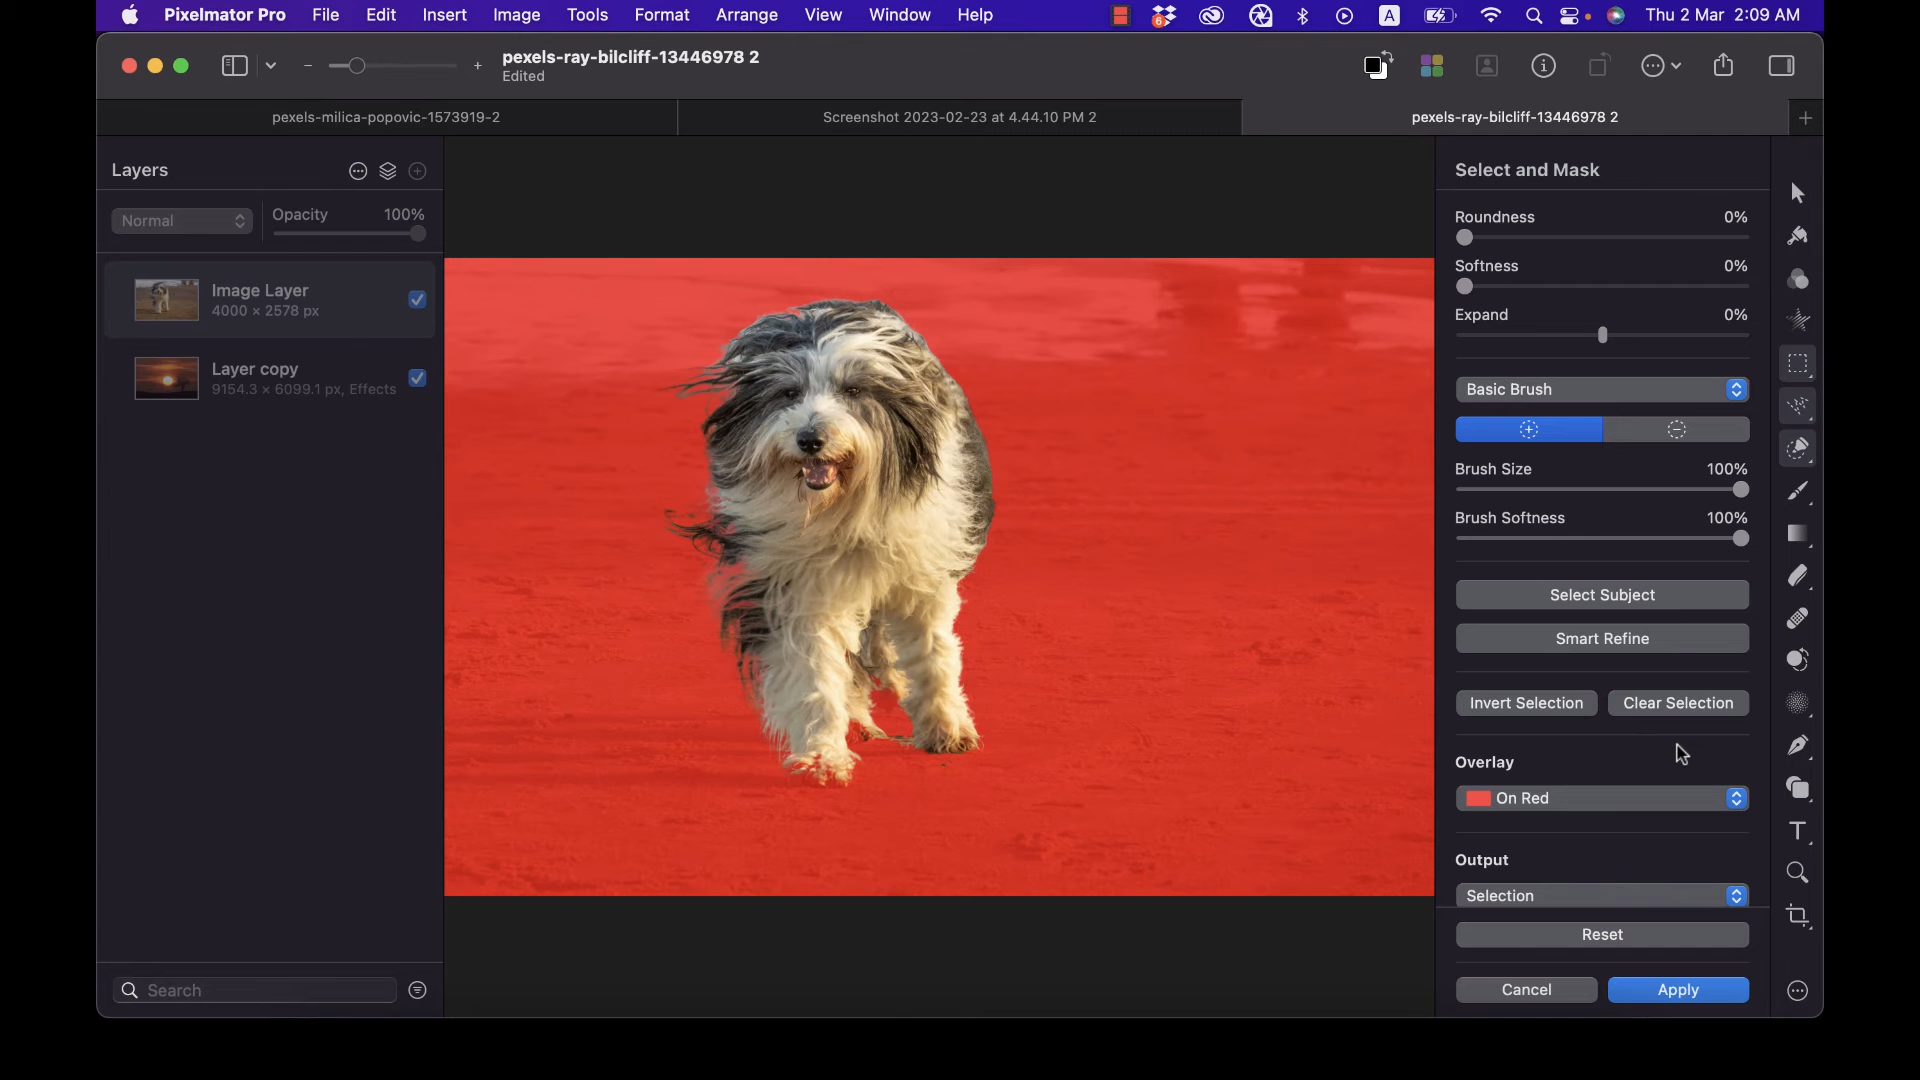 Pixelmator Pro File Edit Insert Image Tools Format Arrange View Window Help 6 A Thu 2 Mar 2:09 AM
pexels-ray-bilcliff-13446978 2
Edited
pexels-milica-popovic-1573919-2 Screenshot 2023-02-23 at 4.44.10 PM 2 pexels-ray-bilcliff-13446978 2
Layers
Normal Opacity 100%
Image Layer
4000 × 2578 px
Layer copy
9154.3 × 6099.1 px, Effects
Search
Select and Mask
Roundness 0%
Softness 0%
Expand 0%
Basic Brush
Brush Size 100%
Brush Softness 100%
Select Subject
Smart Refine
Invert Selection Clear Selection
Overlay
On Red
Output
Selection
Reset
Cancel Apply
T